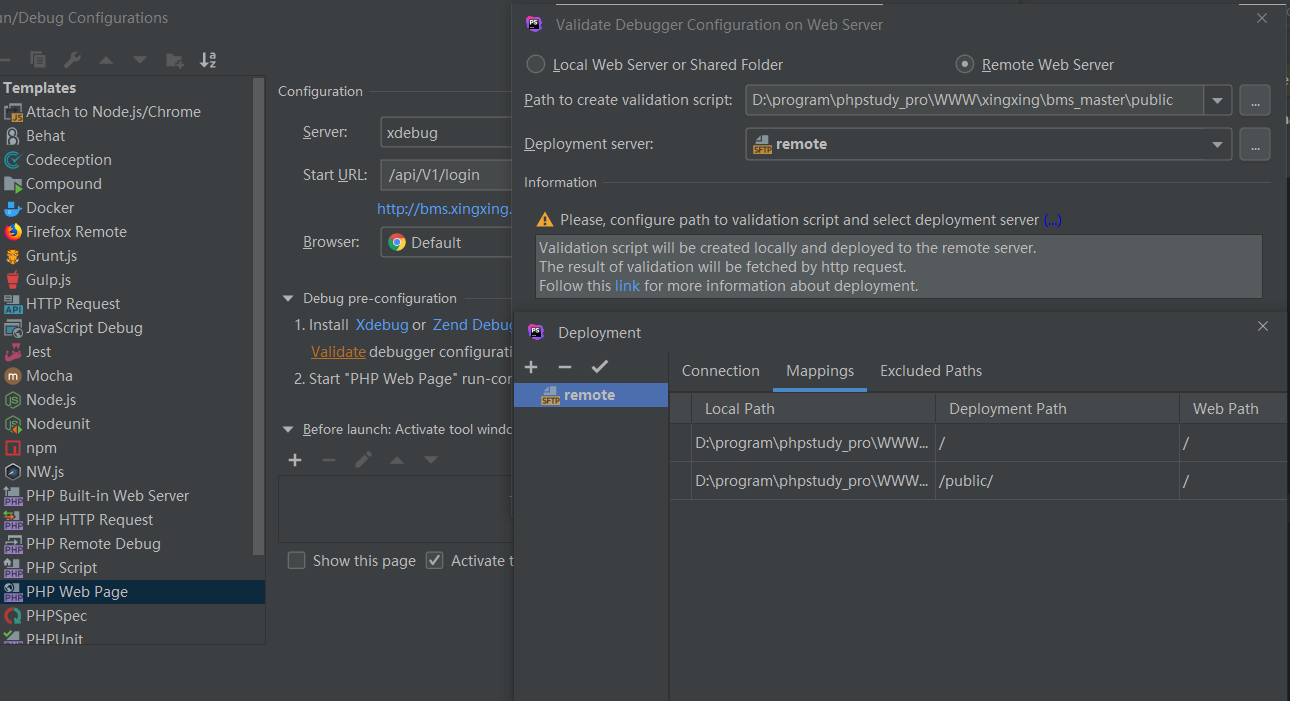 un/Debug Configurations
Templates
Attach to Node.js/Chrome
Behat
Codeception
Compound
Docker
Firefox Remote
Grunt.js
Gulp.js
HTTP Request
JavaScript Debug
Jest
Mocha
Node.js
Nodeunit
npm
NW.js
PHP Built-in Web Server
PHP HTTP Request
PHP Remote Debug
PHP Script
PHP Web Page
PHPSpec
PHPUnit
Configuration
Server: xdebug
Start URL: /api/V1/login
http://bms.xingxing.
Browser: Default
Debug pre-configuration
1. Install Xdebug or Zend Debug
Validate debugger configurati
2. Start "PHP Web Page" run-con
Before launch: Activate tool windo
Show this page Activate t
Validate Debugger Configuration on Web Server
Local Web Server or Shared Folder Remote Web Server
Path to create validation script: D:\program\phpstudy_pro\WWW\xingxing\bms_master\public ...
Deployment server: SFTP remote ...
Information
Please, configure path to validation script and select deployment server (...)
Validation script will be created locally and deployed to the remote server.
The result of validation will be fetched by http request.
Follow this link for more information about deployment.
Deployment
SFTP remote
Connection Mappings Excluded Paths
Local Path Deployment Path Web Path
D:\program\phpstudy_pro\WWW... / /
D:\program\phpstudy_pro\WWW... /public/ /